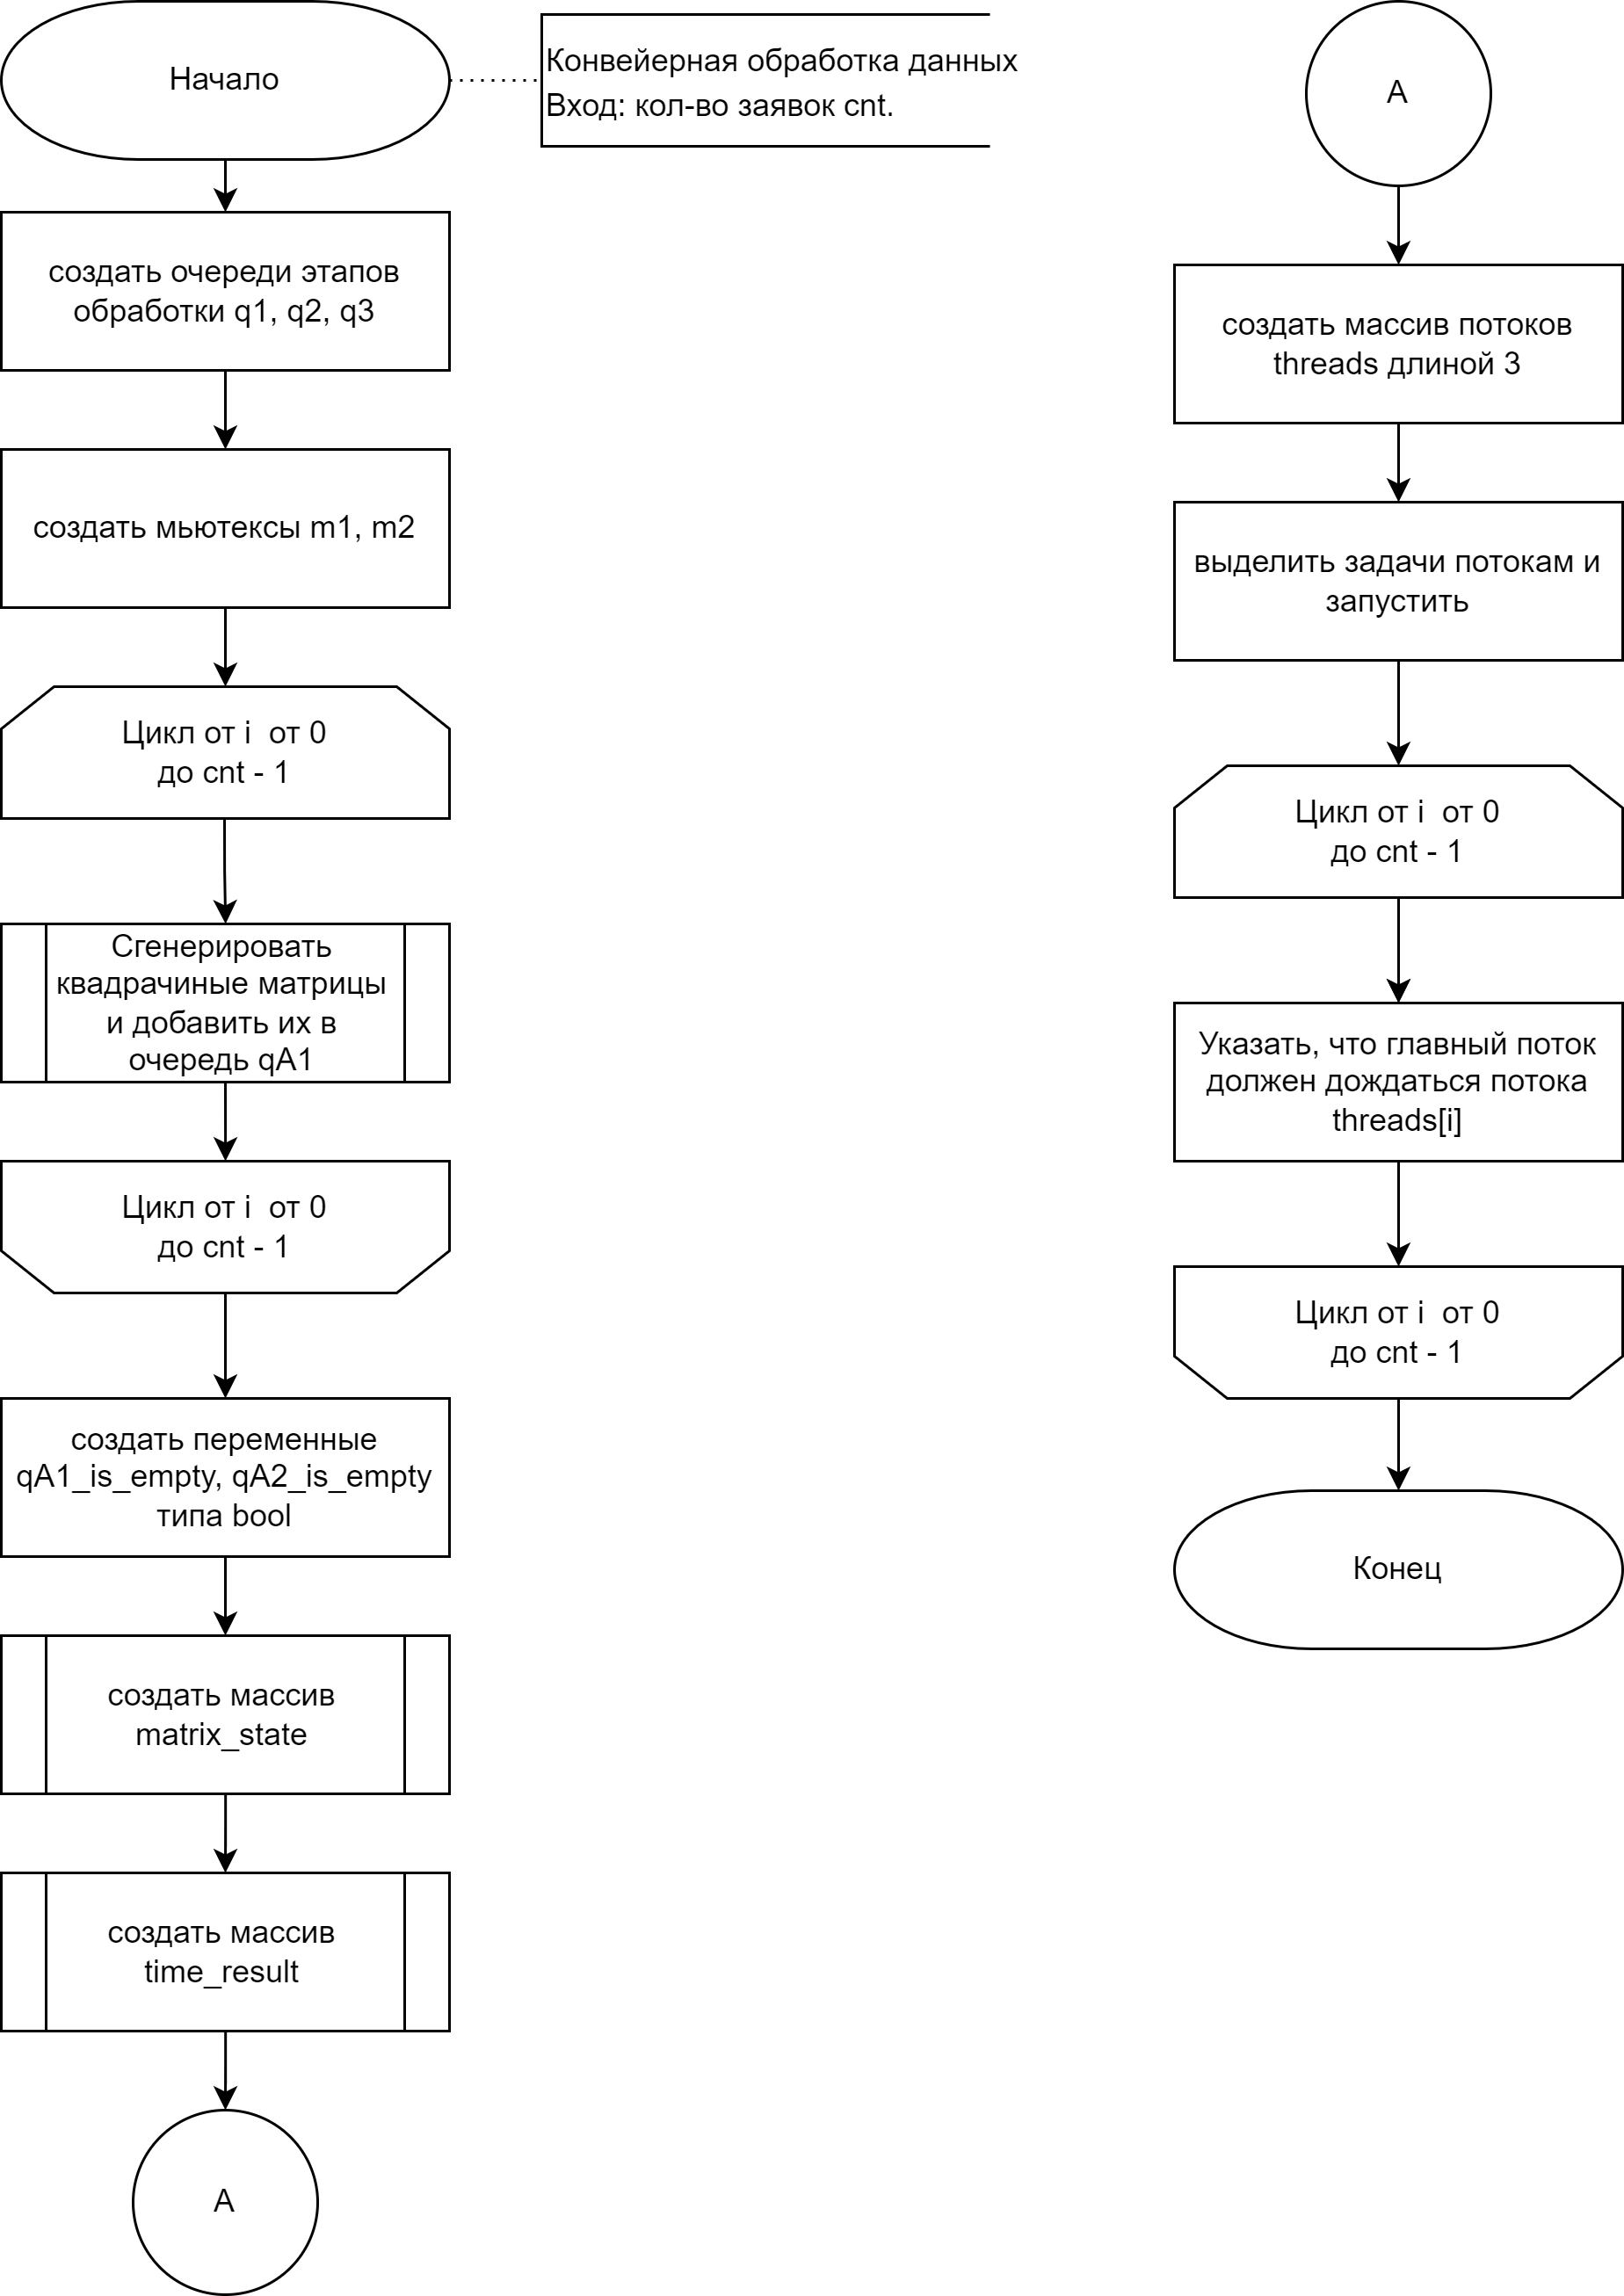 Начало
Конвейерная обработка данных
Вход: кол-во заявок cnt.
создать очереди этапов
обработки q1, q2, q3
создать мьютексы m1, m2
Цикл от i  от 0
до cnt - 1
Сгенерировать
квадрачиные матрицы
и добавить их в
очередь qA1
Цикл от i  от 0
до cnt - 1
создать переменные
qA1_is_empty, qA2_is_empty
типа bool
создать массив
matrix_state
создать массив
time_result
A
A
создать массив потоков
threads длиной 3
выделить задачи потокам и
запустить
Цикл от i  от 0
до cnt - 1
Указать, что главный поток
должен дождаться потока
threads[i]
Цикл от i  от 0
до cnt - 1
Конец